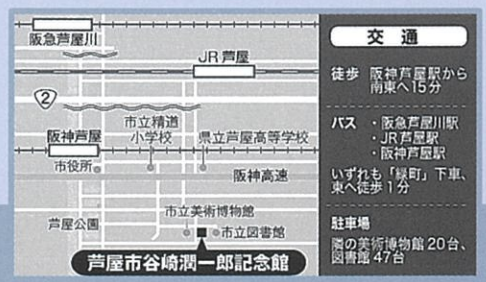 阪急芦屋川
JR芦屋
2
市立精道
小学校
県立芦屋高等学校
阪神芦屋
市役所
阪神高速
芦屋公園
市立美術博物館
市立図書館
芦屋市谷崎潤一郎記念館
交通
徒歩 阪神芦屋駅から
南東へ15分
バス ・阪急芦屋川駅
・JR芦屋駅
・阪神芦屋駅
いずれも「緑町」下車、
東へ徒歩1分
駐車場
隣の美術博物館20台、
図書館47台